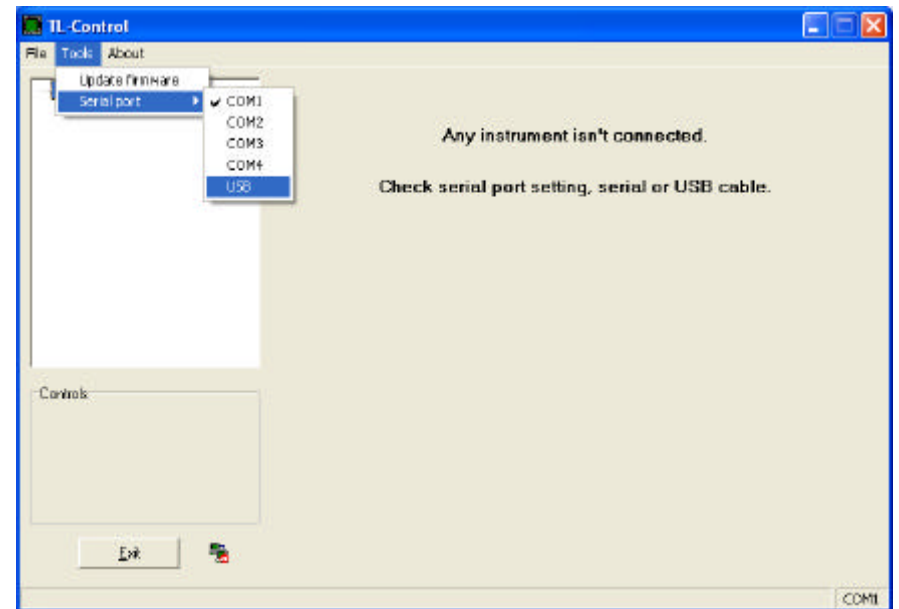 TL-Control
File Tools About
Update firmware
Serial port
COM1
COM2
COM3
COM4
USB
Any instrument isn't connected.
Check serial port setting, serial or USB cable.
Controls
Exit
COM1